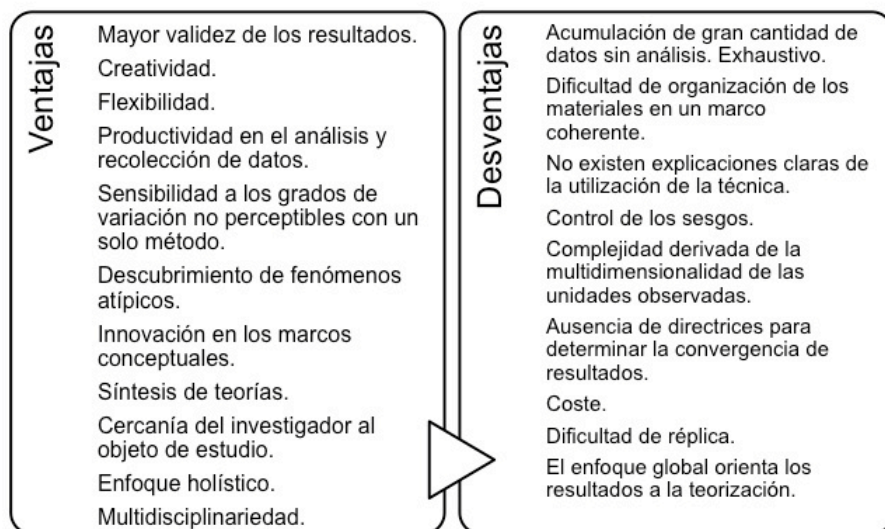 Ventajas
Mayor validez de los resultados.
Creatividad.
Flexibilidad.
Productividad en el análisis y
recolección de datos.
Sensibilidad a los grados de
variación no perceptibles con un
solo método.
Descubrimiento de fenómenos
atípicos.
Innovación en los marcos
conceptuales.
Síntesis de teorías.
Cercanía del investigador al
objeto de estudio.
Enfoque holístico.
Multidisciplinariedad.
Desventajas
Acumulación de gran cantidad de
datos sin análisis. Exhaustivo.
Dificultad de organización de los
materiales en un marco
coherente.
No existen explicaciones claras de
la utilización de la técnica.
Control de los sesgos.
Complejidad derivada de la
multidimensionalidad de las
unidades observadas.
Ausencia de directrices para
determinar la convergencia de
resultados.
Coste.
Dificultad de réplica.
El enfoque global orienta los
resultados a la teorización.